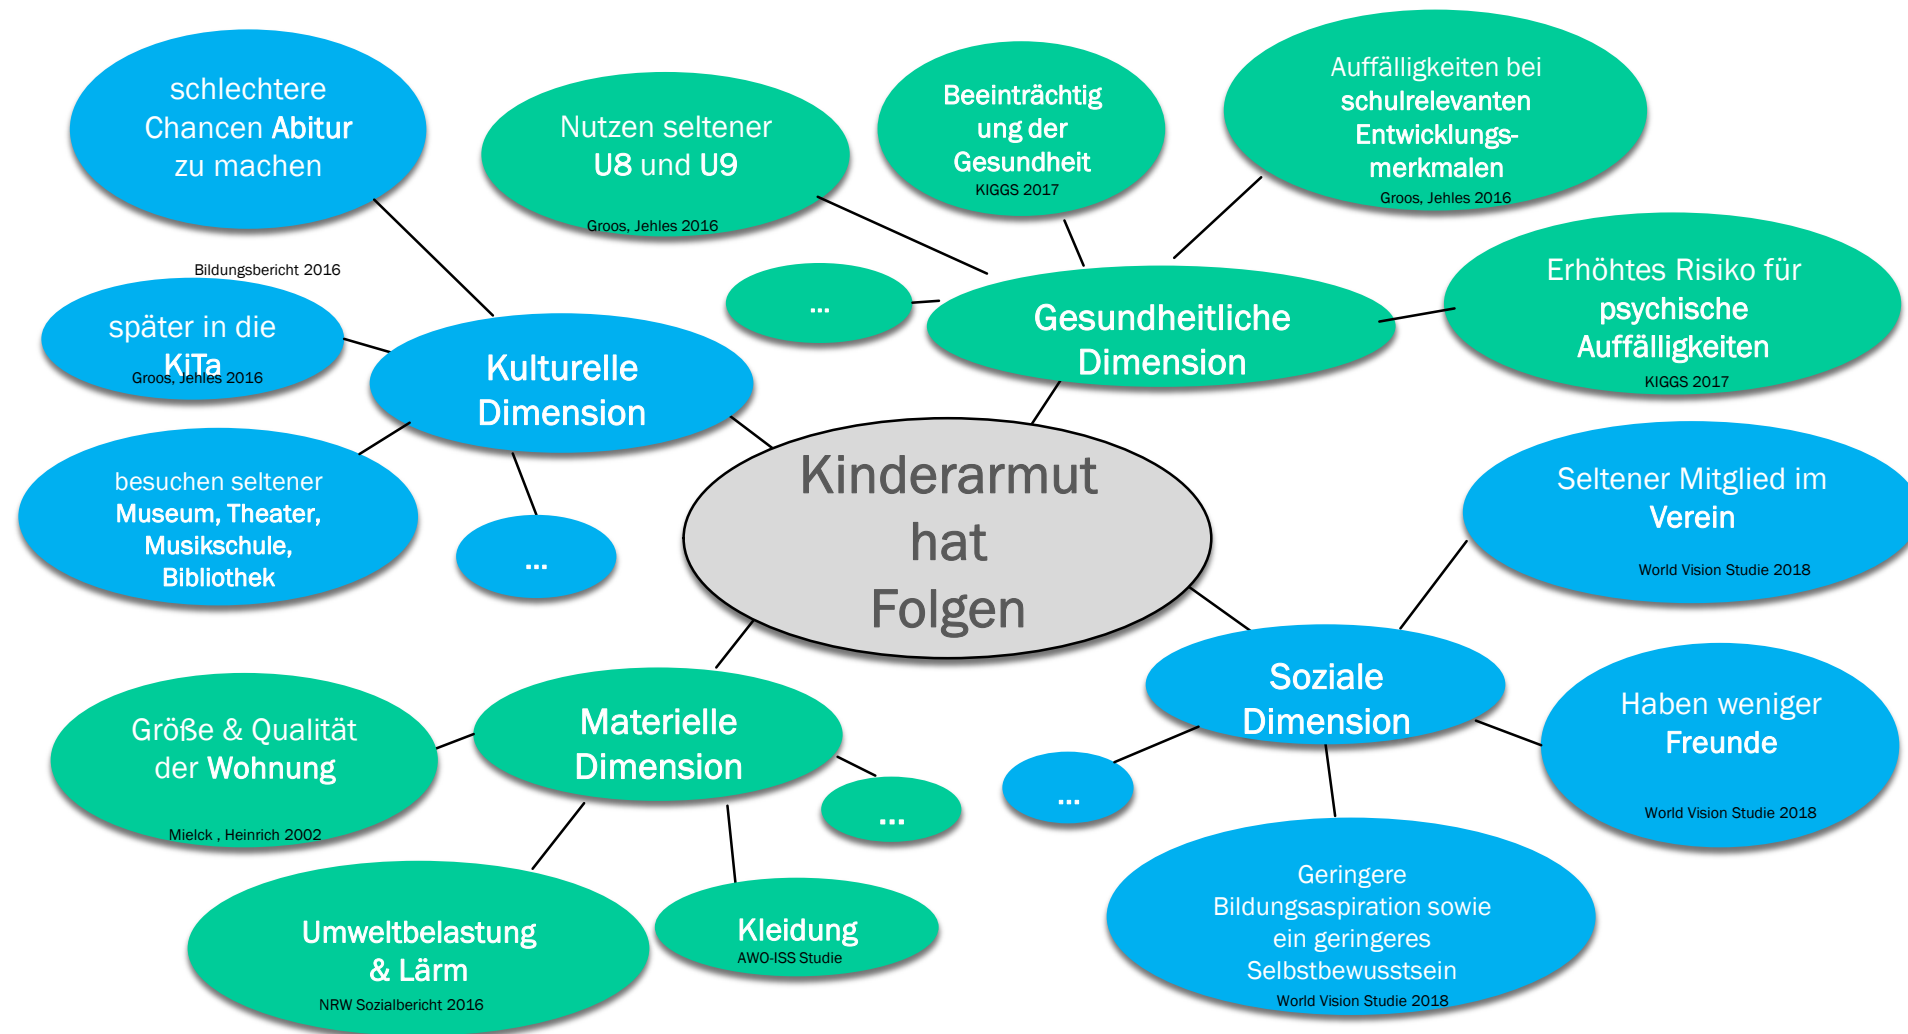 schlechtere
Chancen Abitur
zu machen
Bildungsbericht 2016
Nutzen seltener
U8 und U9
Groos, Jehles 2016
Beeinträchtig
ung der
Gesundheit
KIGGS 2017
Auffälligkeiten bei
schulrelevanten
Entwicklungs-
merkmalen
Groos, Jehles 2016
später in die
KiTa
Groos, Jehles 2016
Kulturelle
Dimension
...
Gesundheitliche
Dimension
Erhöhtes Risiko für
psychische
Auffälligkeiten
KIGGS 2017
besuchen seltener
Museum, Theater,
Musikschule,
Bibliothek
...
Kinderarmut
hat
Folgen
Seltener Mitglied im
Verein
World Vision Studie 2018
Größe & Qualität
der Wohnung
Mielck , Heinrich 2002
Materielle
Dimension
...
Soziale
Dimension
...
Haben weniger
Freunde
World Vision Studie 2018
Umweltbelastung
& Lärm
NRW Sozialbericht 2016
Kleidung
AWO-ISS Studie
Geringere
Bildungsaspiration sowie
ein geringeres
Selbstbewusstsein
World Vision Studie 2018